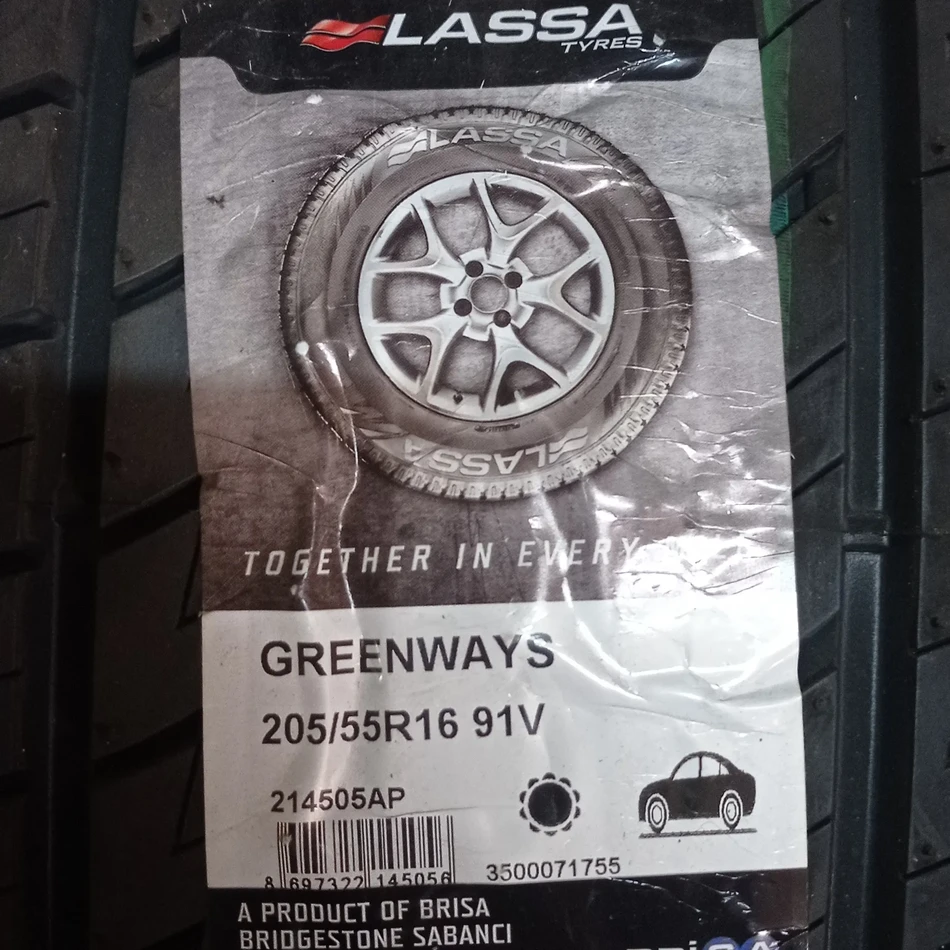 LASSA
TYRES
LASSA
LASSA
TOGETHER IN EVERY
GREENWAYS
205/55R16 91V
214505AP
8 697322 145056
3500071755
A PRODUCT OF BRISA
BRIDGESTONE SABANCI